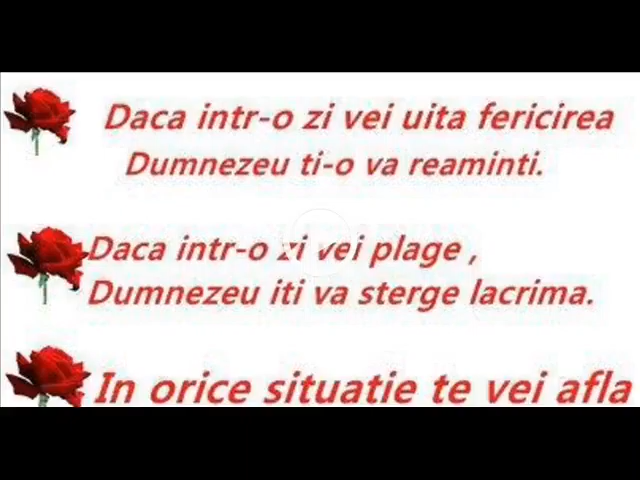 Daca intr-o zi vei uita fericirea
Dumnezeu ti-o va reaminti.
Daca intr-o zi vei plage ,
Dumnezeu iti va sterge lacrima.
In orice situatie te vei afla